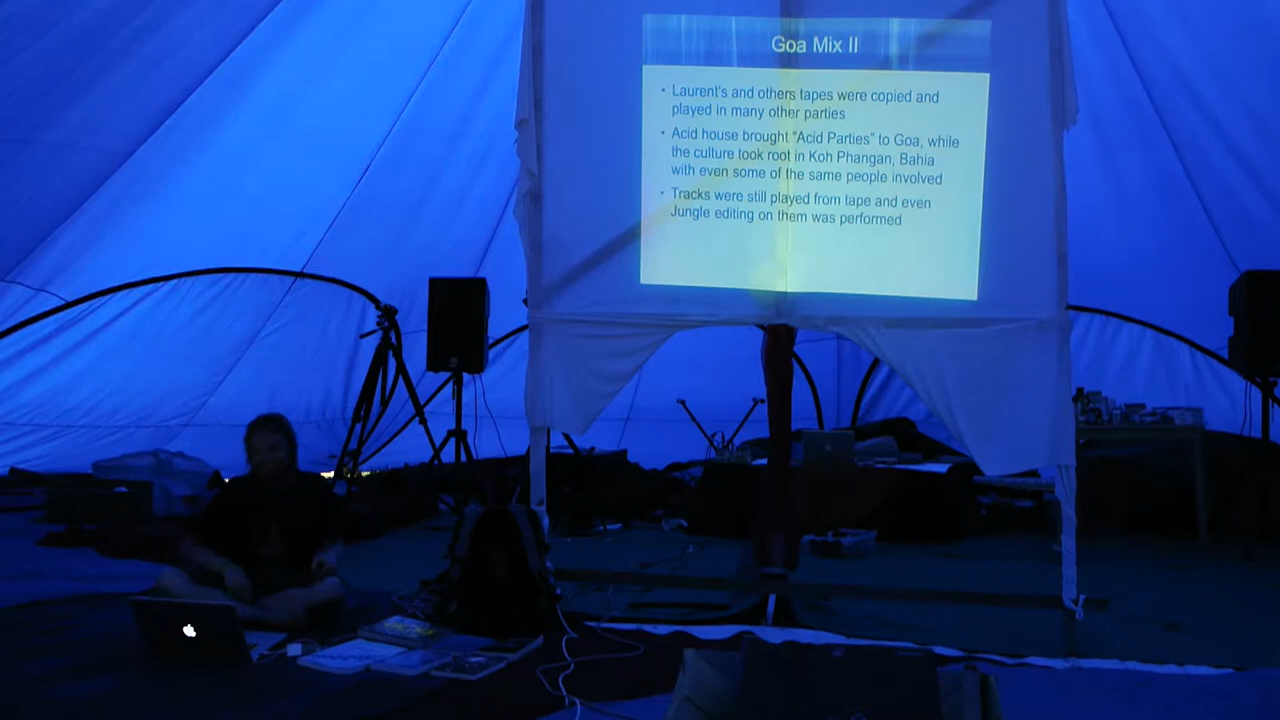 Goa Mix II
• Laurent's and others tapes were copied and
played in many other parties
• Acid house brought "Acid Parties" to Goa, while
the culture took root in Koh Phangan, Bahia
with even some of the same people involved
• Tracks were still played from tape and even
Jungle editing on them was performed